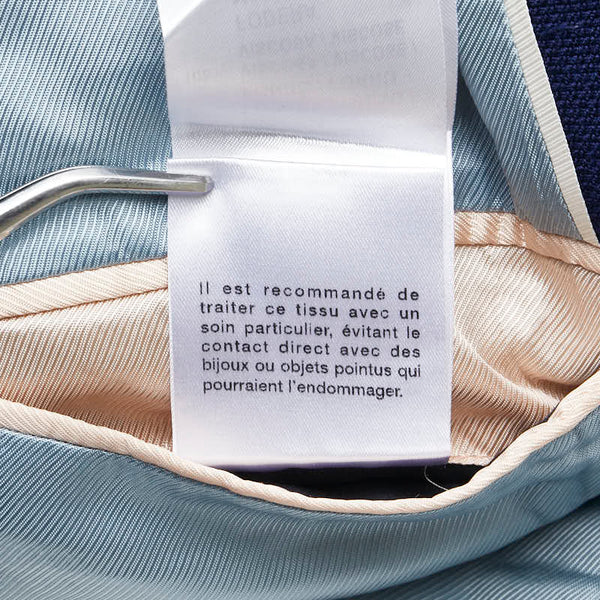 Il est recommandé de
traiter ce tissu avec un
soin particulier, évitant le
contact direct avec des
bijoux ou objets pointus qui
pourraient l'endommager.